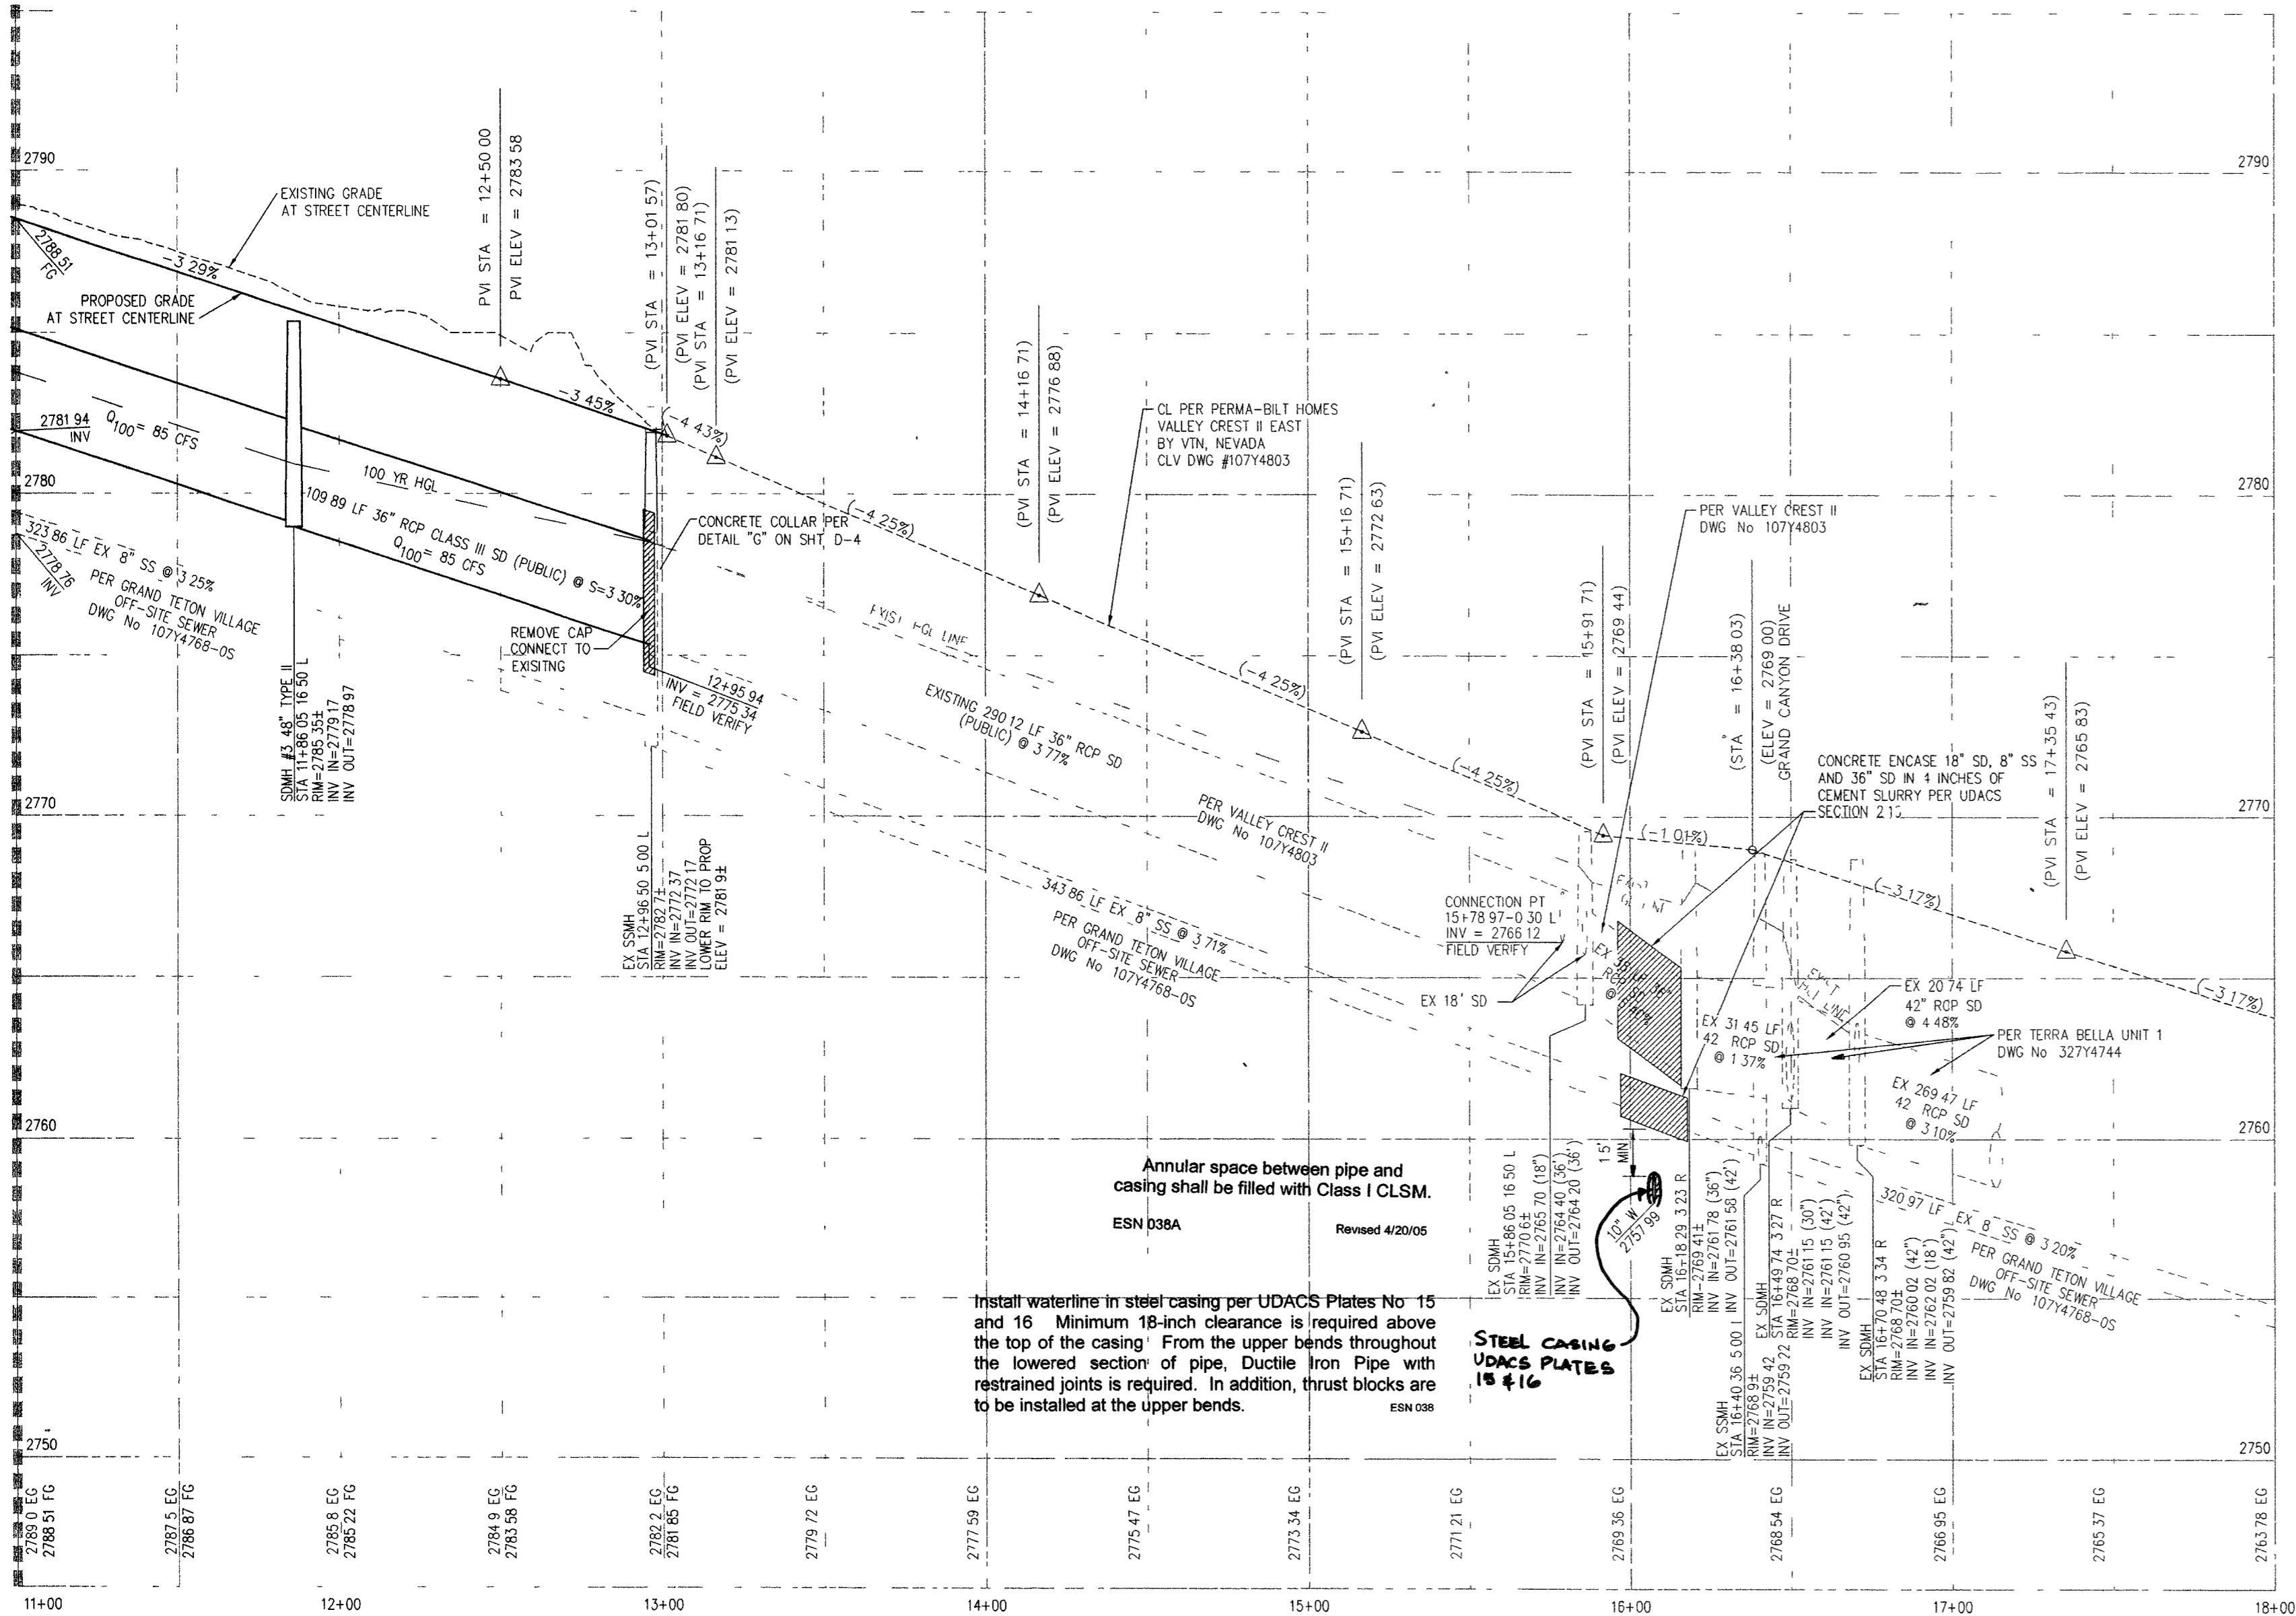 2790
2790
EXISTING GRADE
AT STREET CENTERLINE
2788 51
FG
-3 29%
PROPOSED GRADE
AT STREET CENTERLINE
PVI STA = 12+50 00
PVI ELEV = 2783 58
(PVI STA = 13+01 57)
(PVI ELEV = 2781 80)
(PVI STA = 13+16 71)
(PVI ELEV = 2781 13)
-3 45%
(-4 43%)
2781 94
INV
Q100= 85 CFS
100 YR HGL
109 89 LF 36" RCP CLASS III SD (PUBLIC) @ S=3 30%
Q100= 85 CFS
2780
2780
323 86 LF EX 8" SS @ 3 25%
PER GRAND TETON VILLAGE
OFF-SITE SEWER
DWG No 107Y4768-0S
2778 76
INV
SDMH #3 48" TYPE II
STA 11+86 05 16 50 L
RIM=2785 35±
INV IN=2779 17
INV OUT=2778 97
CONCRETE COLLAR PER
DETAIL "G" ON SHT D-4
REMOVE CAP
CONNECT TO
EXISITNG
12+95 94
INV = 2775 34
FIELD VERIFY
EX SSMH
STA 12+96 50 5 00 L
RIM=2782 7±
INV IN=2772 37
INV OUT=2772 17
LOWER RIM TO PROP
ELEV = 2781 9±
(PVI STA = 14+16 71)
(PVI ELEV = 2776 88)
CL PER PERMA-BILT HOMES
VALLEY CREST II EAST
BY VTN, NEVADA
CLV DWG #107Y4803
(-4 25%)
EXIST HGL LINE
EXISTING 290 12 LF 36" RCP SD
(PUBLIC) @ 3 77%
PER VALLEY CREST II
DWG No 107Y4803
(-4 25%)
343 86 LF EX 8" SS @ 3 71%
PER GRAND TETON VILLAGE
OFF-SITE SEWER
DWG No 107Y4768-0S
(PVI STA = 15+16 71)
(PVI ELEV = 2772 63)
(-4 25%)
PER VALLEY CREST II
DWG No 107Y4803
(PVI STA = 15+91 71)
(PVI ELEV = 2769 44)
(STA = 16+38 03)
(ELEV = 2769 00)
GRAND CANYON DRIVE
CONCRETE ENCASE 18" SD, 8" SS
AND 36" SD IN 4 INCHES OF
CEMENT SLURRY PER UDACS
SECTION
(PVI STA = 17+35 43)
(PVI ELEV = 2765 83)
2770
2770
(-1 01%)
(-3 17%)
(-3 17%)
CONNECTION PT
15+78 97-0 30 L
INV = 2766 12
FIELD VERIFY
EX 18' SD
EX 31 45 LF
42 RCP SD
@ 1 37%
EX 20 74 LF
42" RCP SD
@ 4 48%
PER TERRA BELLA UNIT 1
DWG No 327Y4744
EX 269 47 LF
42 RCP SD
@ 3 10%
2760
2760
1 5'
MIN
10" W
2757 99
Annular space between pipe and
casing shall be filled with Class I CLSM.
ESN 038A
Revised 4/20/05
EX SDMH
STA 15+86 05 16 50 L
RIM=2770 6±
INV IN=2765 70 (18")
INV IN=2764 40 (36')
INV OUT=2764 20 (36')
EX SDMH
STA 16+18 29 3 23 R
RIM-2769 41±
INV IN=2761 78 (36")
INV OUT=2761 58 (42')
EX SSMH
STA 16+40 36 5 00 l
RIM=2768 9±
INV IN=2759 42
INV OUT=2759 22
EX SDMH
STA 16+49 74 3 27 R
RIM=2768 70±
INV IN=2761 15 (30")
INV IN=2761 15 (42')
INV OUT=2760 95 (42")
EX SDMH
STA 16+70 48 3 34 R
RIM=2768 70±
INV IN=2760 02 (42")
INV IN=2762 02 (18')
INV OUT=2759 82 (42")
320 97 LF EX 8 SS @ 3 20%
PER GRAND TETON VILLAGE
OFF-SITE SEWER
DWG No 107Y4768-0S
Install waterline in steel casing per UDACS Plates No 15
and 16 Minimum 18-inch clearance is required above
the top of the casing From the upper bends throughout
the lowered section of pipe, Ductile Iron Pipe with
restrained joints is required. In addition, thrust blocks are
to be installed at the upper bends.
ESN 038
STEEL CASING
UDACS PLATES
15 & 16
2750
2750
2789 0 EG
2788 51 FG
2787 5 EG
2786 87 FG
2785 8 EG
2785 22 FG
2784 9 EG
2783 58 FG
2782 2 EG
2781 85 FG
2779 72 EG
2777 59 EG
2775 47 EG
2773 34 EG
2771 21 EG
2769 36 EG
2768 54 EG
2766 95 EG
2765 37 EG
2763 78 EG
11+00
12+00
13+00
14+00
15+00
16+00
17+00
18+00